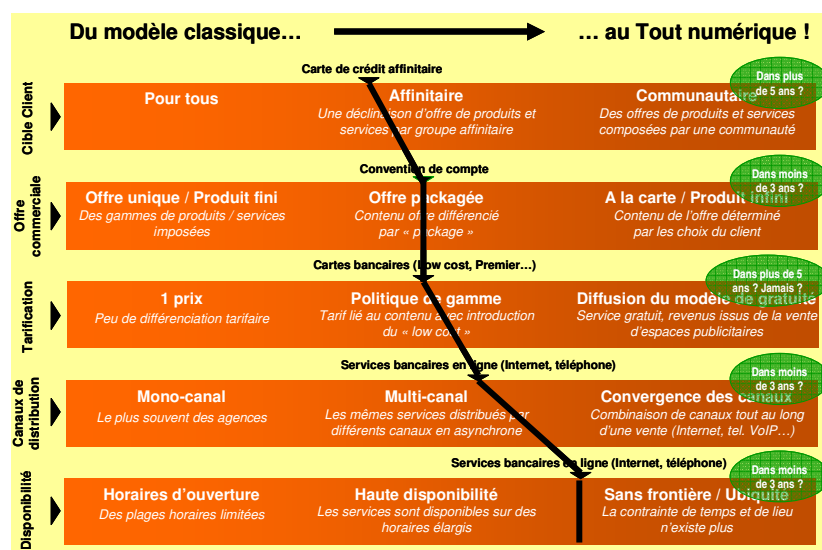 Du modèle classique… … au Tout numérique !
Carte de crédit affinitaire
Dans plus
de 5 ans ?
Cible Client
Pour tous
Affinitaire
Une déclinaison d'offre de produits et
services par groupe affinitaire
Communautaire
Des offres de produits et services
composées par une communauté
Convention de compte
Dans moins
de 3 ans ?
Offre
commerciale
Offre unique / Produit fini
Des gammes de produits / services
imposées
Offre packagée
Contenu offre différencié
par « package »
A la carte / Produit infini
Contenu de l'offre déterminé
par les choix du client
Cartes bancaires (low cost, Premier…)
Dans plus de 5
ans ? Jamais ?
Tarification
1 prix
Peu de différenciation tarifaire
Politique de gamme
Tarif lié au contenu avec introduction
du « low cost »
Diffusion du modèle de gratuité
Service gratuit, revenus issus de la vente
d'espaces publicitaires
Services bancaires en ligne (Internet, téléphone)
Dans moins
de 3 ans ?
Canaux de
distribution
Mono-canal
Le plus souvent des agences
Multi-canal
Les mêmes services distribués par
différents canaux en asynchrone
Convergence des canaux
Combinaison de canaux tout au long
d'une vente (Internet, tel. VoIP…)
Services bancaires en ligne (Internet, téléphone)
Dans moins
de 3 ans ?
Disponibilité
Horaires d'ouverture
Des plages horaires limitées
Haute disponibilité
Les services sont disponibles sur des
horaires élargis
Sans frontière / Ubiquité
La contrainte de temps et de lieu
n'existe plus